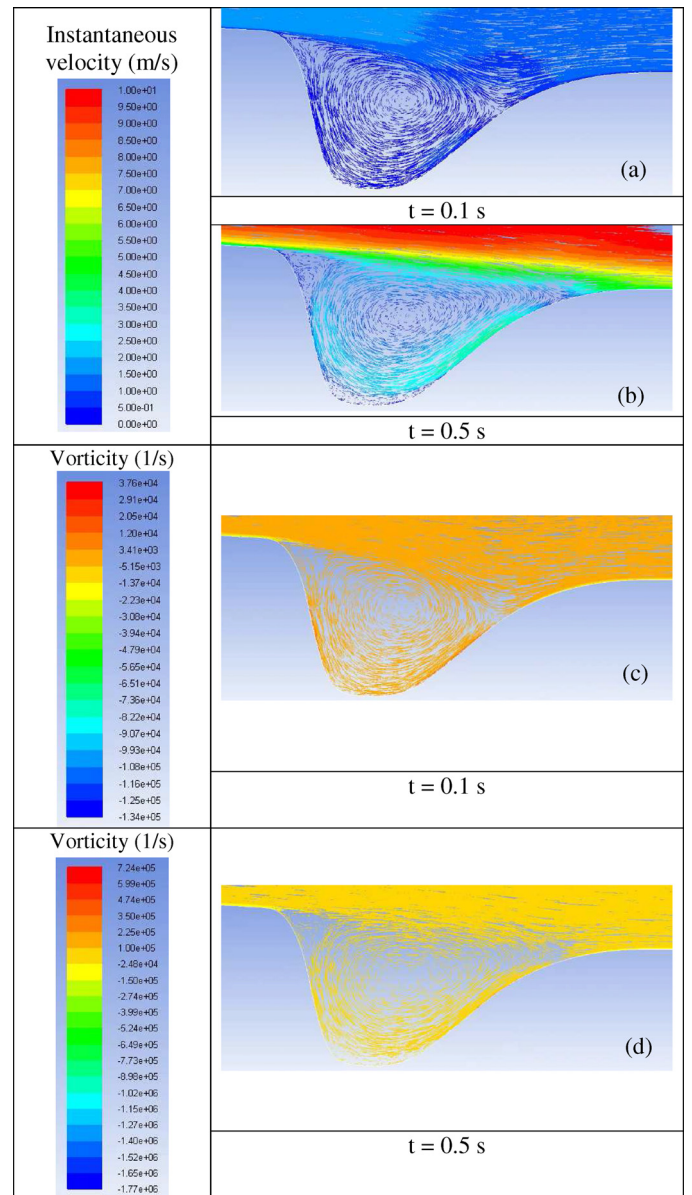 Instantaneous
velocity (m/s)
1.00e+01
9.50e+00
9.00e+00
8.50e+00
8.00e+00
7.50e+00
7.00e+00
6.50e+00
6.00e+00
5.50e+00
5.00e+00
4.50e+00
4.00e+00
3.50e+00
3.00e+00
2.50e+00
2.00e+00
1.50e+00
1.00e+00
5.00e-01
0.00e+00
(a)
t = 0.1 s
(b)
t = 0.5 s
Vorticity (1/s)
3.76e+04
2.91e+04
2.05e+04
1.20e+04
3.41e+03
-5.15e+03
-1.37e+04
-2.23e+04
-3.08e+04
-3.94e+04
-4.79e+04
-5.65e+04
-6.51e+04
-7.36e+04
-8.22e+04
-9.07e+04
-9.93e+04
-1.08e+05
-1.16e+05
-1.25e+05
-1.34e+05
(c)
t = 0.1 s
Vorticity (1/s)
7.24e+05
5.99e+05
4.74e+05
3.50e+05
2.25e+05
1.00e+05
-2.48e+04
-1.50e+05
-2.74e+05
-3.99e+05
-5.24e+05
-6.49e+05
-7.73e+05
-8.98e+05
-1.02e+06
-1.15e+06
-1.27e+06
-1.40e+06
-1.52e+06
-1.65e+06
-1.77e+06
(d)
t = 0.5 s